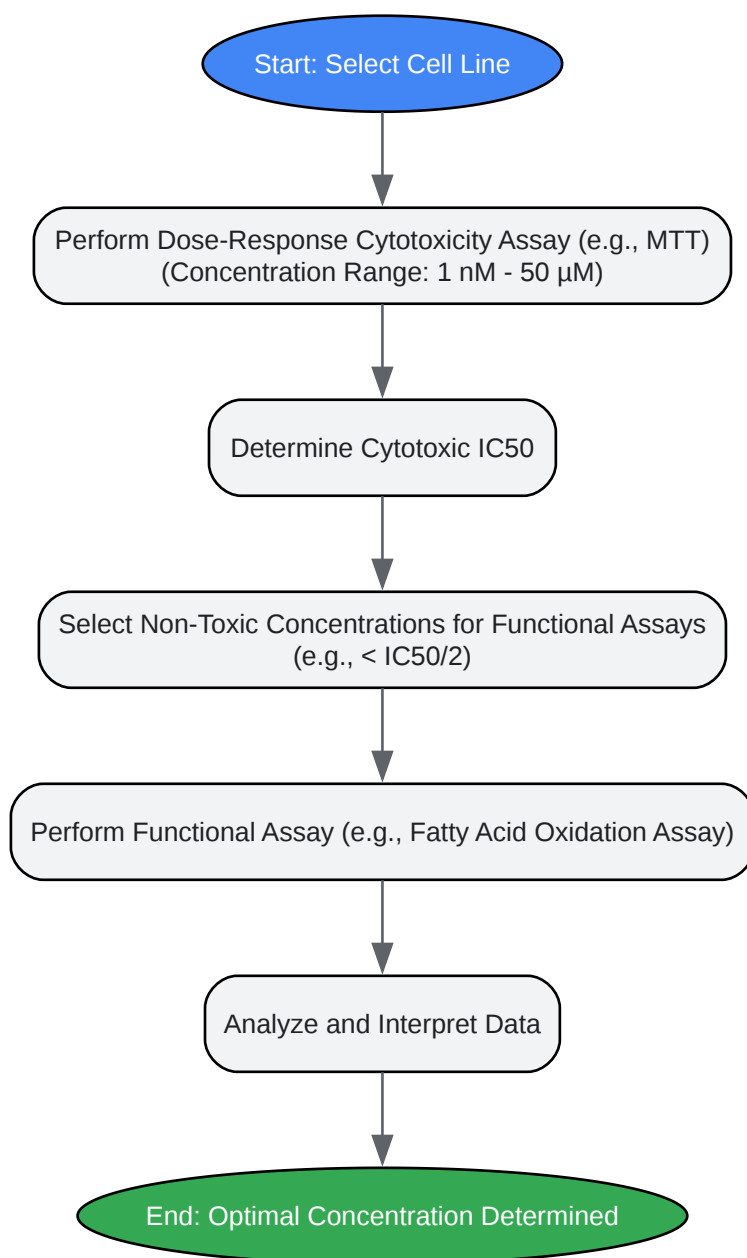 Start: Select Cell Line
Perform Dose-Response Cytotoxicity Assay (e.g., MTT)
(Concentration Range: 1 nM - 50 µM)
Determine Cytotoxic IC50
Select Non-Toxic Concentrations for Functional Assays
(e.g., < IC50/2)
Perform Functional Assay (e.g., Fatty Acid Oxidation Assay)
Analyze and Interpret Data
End: Optimal Concentration Determined